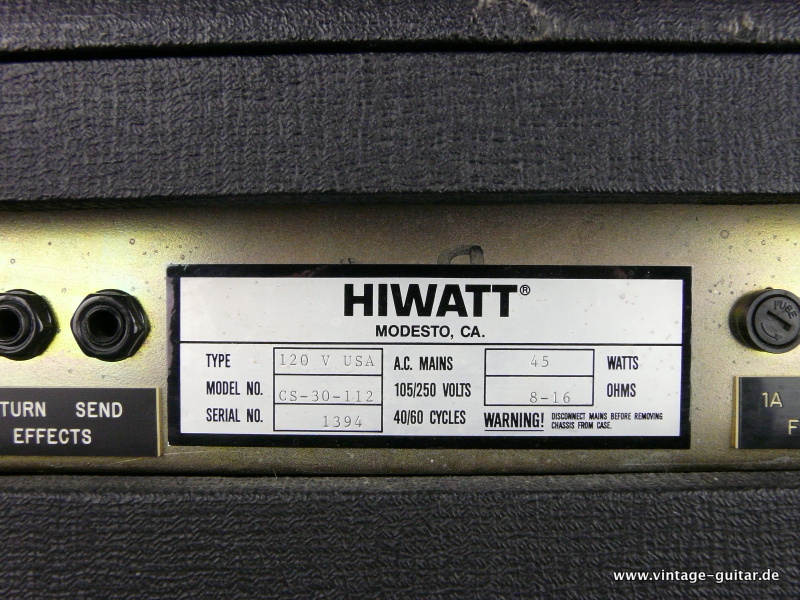 HIWATT®
MODESTO, CA.
TYPE 120 V USA A.C. MAINS 45 WATTS
MODEL NO. CS-30-112 105/250 VOLTS 8-16 OHMS
SERIAL NO. 1394 40/60 CYCLES WARNING! DISCONNECT MAINS BEFORE REMOVING
CHASSIS FROM CASE.
FUSE
TURN SEND
EFFECTS
1A
F
www.vintage-guitar.de